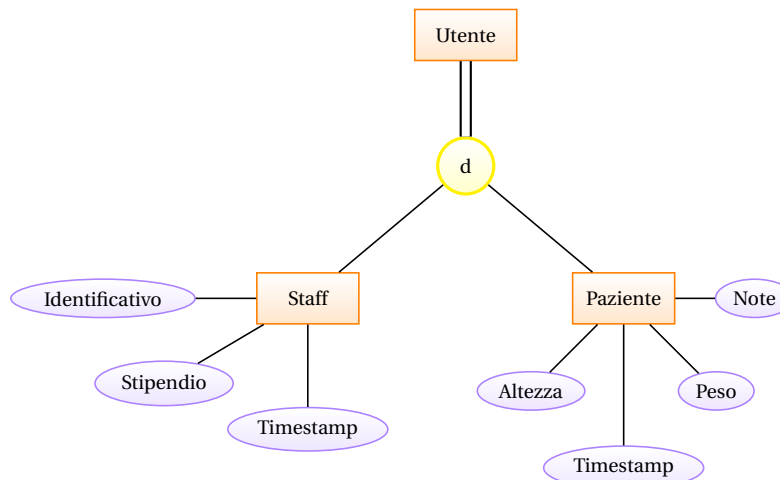 Utente
d
Identificativo
Staff
Paziente
Note
Stipendio
Altezza
Peso
Timestamp
Timestamp